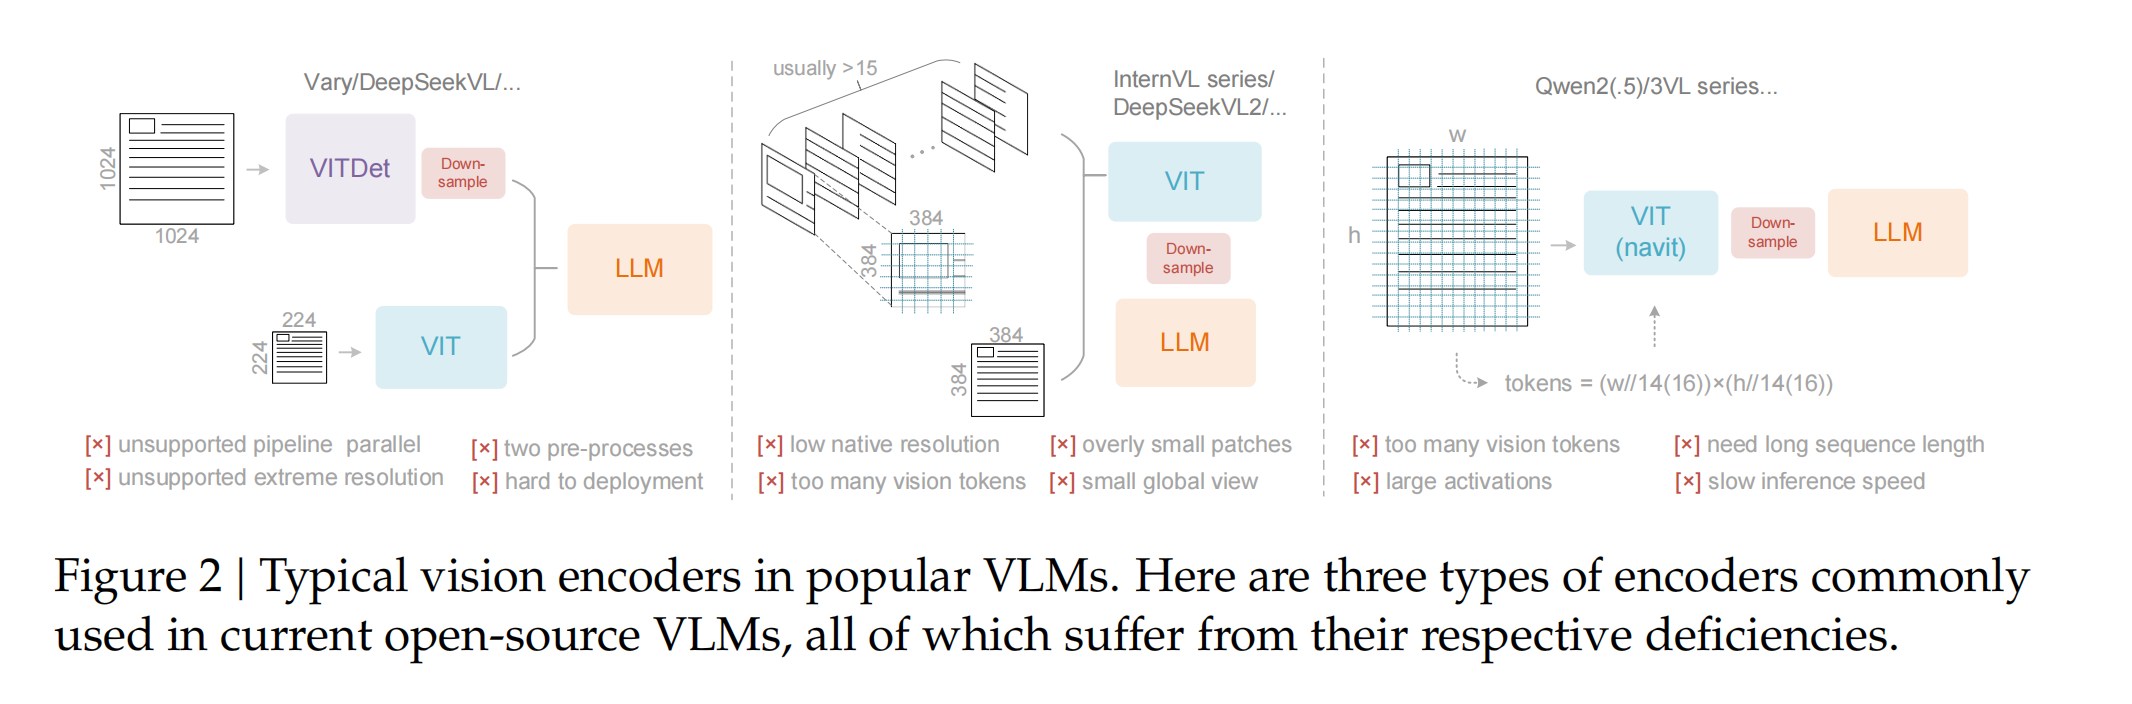 Vary/DeepSeekVL/...
1024
1024
VITDet
Down-
sample
224
224
VIT
LLM
[×] unsupported pipeline parallel
[×] unsupported extreme resolution
[×] two pre-processes
[×] hard to deployment
usually >15
InternVL series/
DeepSeekVL2/...
384
384
384
384
VIT
Down-
sample
LLM
[×] low native resolution
[×] too many vision tokens
[×] overly small patches
[×] small global view
Qwen2(.5)/3VL series...
w
h
VIT
(navit)
Down-
sample
LLM
tokens = (w//14(16))×(h//14(16))
[×] too many vision tokens
[×] large activations
[×] need long sequence length
[×] slow inference speed
Figure 2 | Typical vision encoders in popular VLMs. Here are three types of encoders commonly
used in current open-source VLMs, all of which suffer from their respective deficiencies.